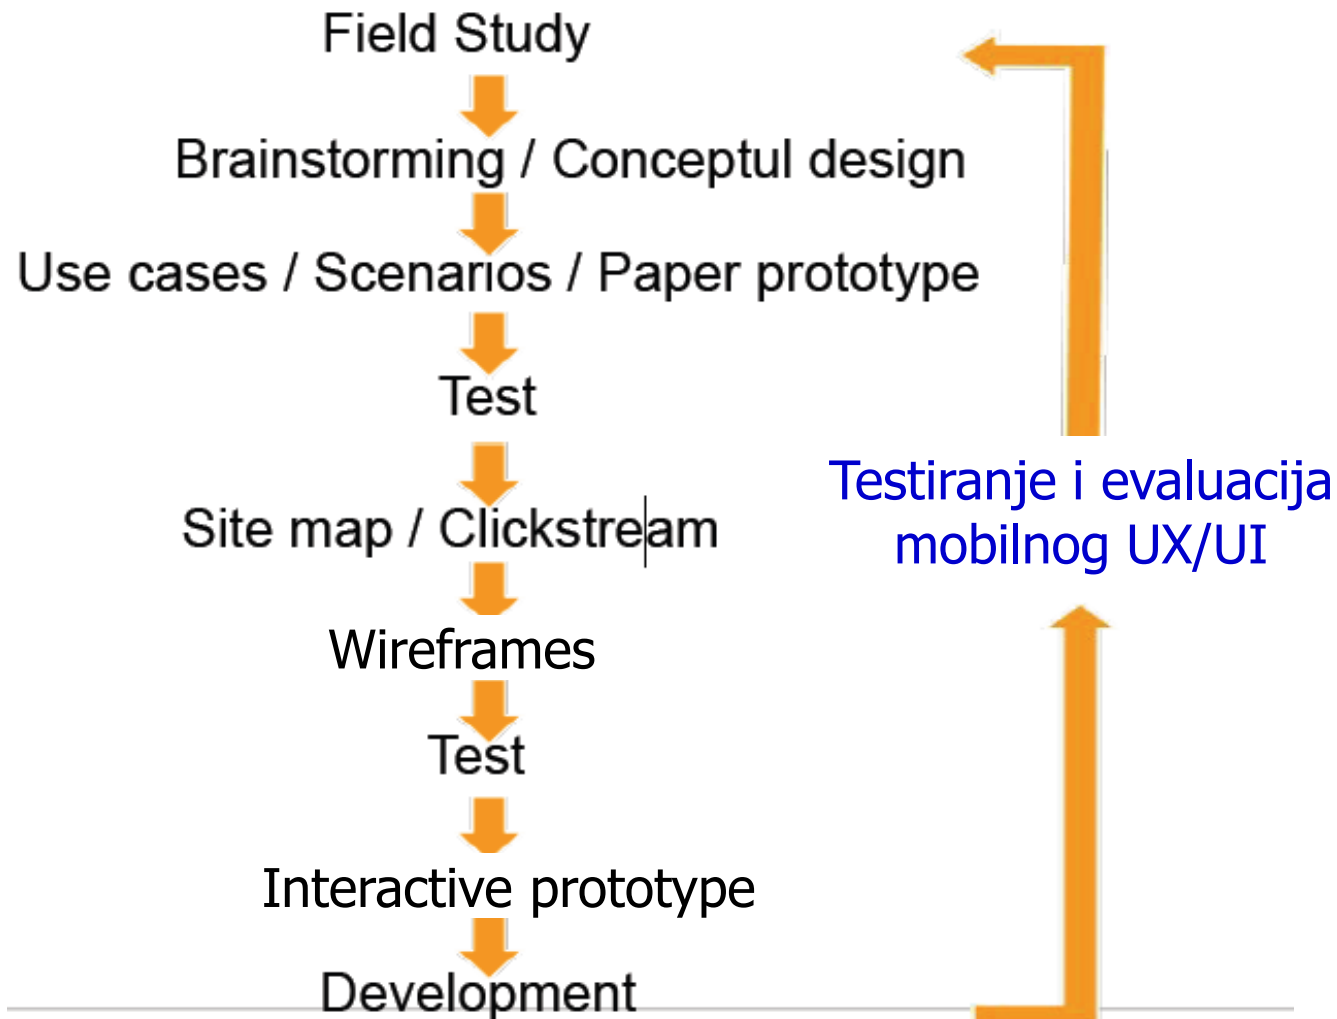 Field Study
Brainstorming / Conceptul design
Use cases / Scenarios / Paper prototype
Test
Site map / Clickstream
Wireframes
Test
Interactive prototype
Development
Testiranje i evaluacija
mobilnog UX/UI